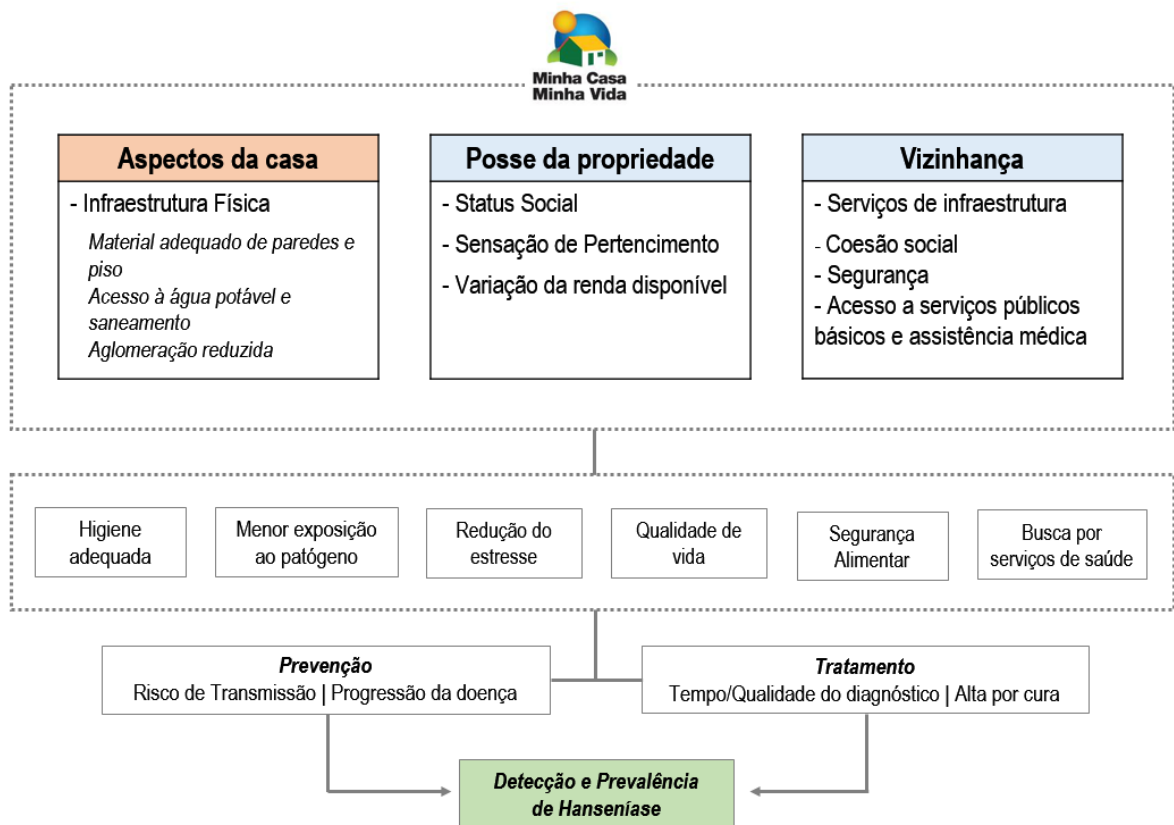 Minha Casa
Minha Vida
Aspectos da casa
- Infraestrutura Física
Material adequado de paredes e
piso
Acesso à água potável e
saneamento
Aglomeração reduzida
Posse da propriedade
- Status Social
- Sensação de Pertencimento
- Variação da renda disponível
Vizinhança
- Serviços de infraestrutura
- Coesão social
- Segurança
- Acesso a serviços públicos
básicos e assistência médica
Higiene
adequada
Menor exposição
ao patógeno
Redução do
estresse
Qualidade de
vida
Segurança
Alimentar
Busca por
serviços de saúde
Prevenção
Risco de Transmissão | Progressão da doença
Tratamento
Tempo/Qualidade do diagnóstico | Alta por cura
Detecção e Prevalência
de Hanseníase